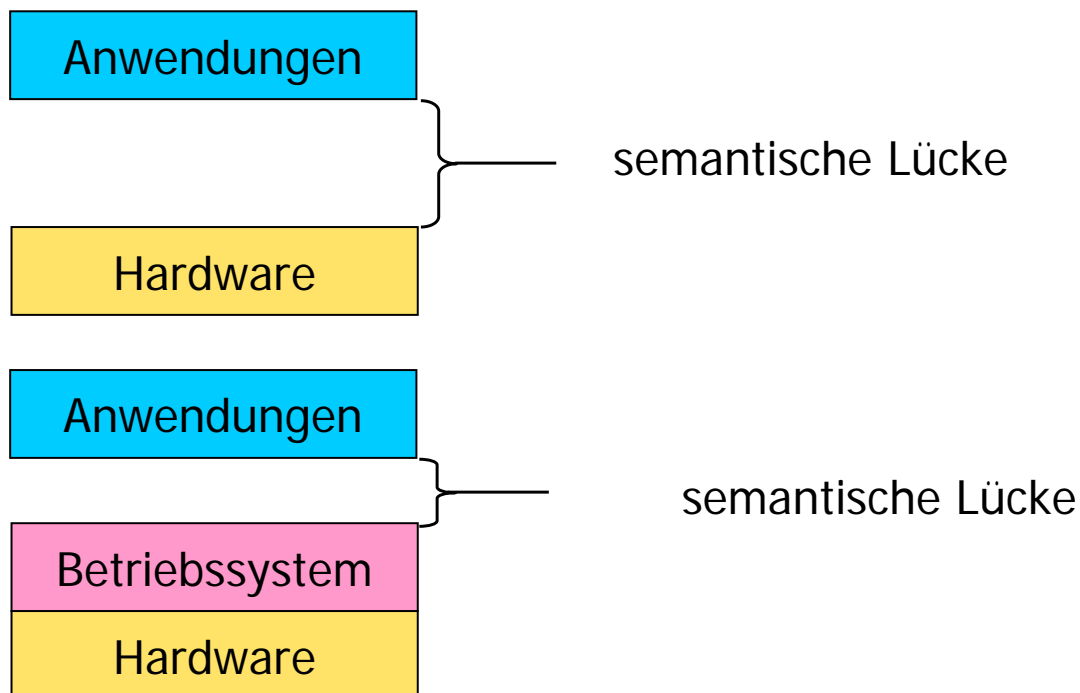 Anwendungen
semantische Lücke
Hardware
Anwendungen
semantische Lücke
Betriebssystem
Hardware